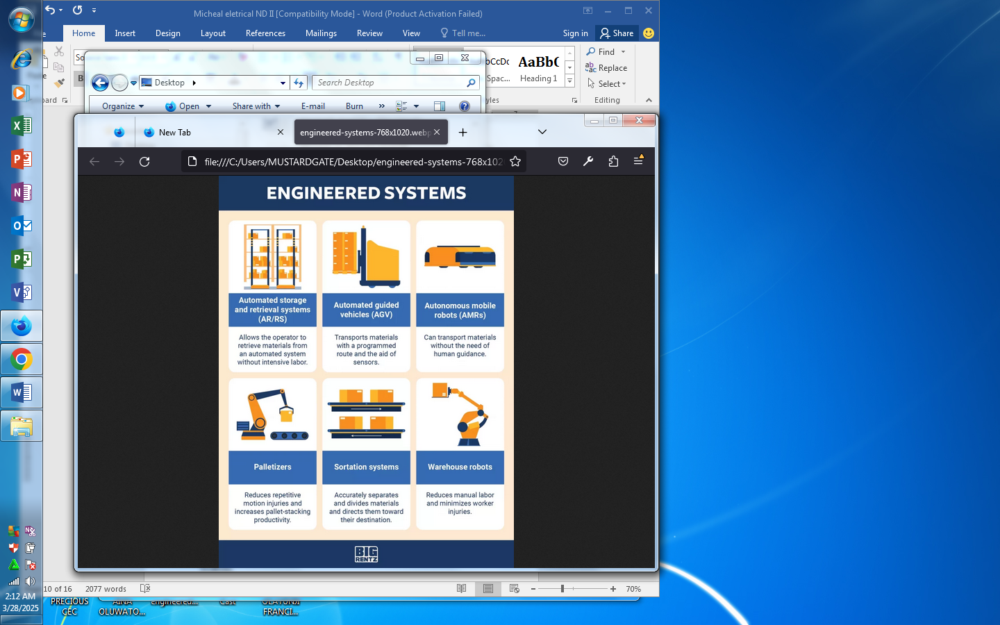 Micheal eletrical ND II [Compatibility Mode] - Word (Product Activation Failed)
Home Insert Design Layout References Mailings Review View Tell me... Sign in Share
Find
Replace
Select
Editing
AaBbC
Heading 1
Desktop
Search Desktop
Organize Open Share with E-mail Burn »
New Tab
engineered-systems-768x1020.webp
file:///C:/Users/MUSTARDGATE/Desktop/engineered-systems-768x102
ENGINEERED SYSTEMS
Automated storage
and retrieval systems
(AR/RS)
Allows the operator to
retrieve materials from
an automated system
without intensive labor.
Automated guided
vehicles (AGV)
Transports materials
with a programmed
route and the aid of
sensors.
Autonomous mobile
robots (AMRs)
Can transport materials
without the need of
human guidance.
Palletizers
Reduces repetitive
motion injuries and
increases pallet-stacking
productivity.
Sortation systems
Accurately separates
and divides materials
and directs them toward
their destination.
Warehouse robots
Reduces manual labor
and minimizes worker
injuries.
BIG
RENTZ
10 of 16 2077 words 70%
PRECIOUS
CEC
OLUWATO...
engineered...
Cast
OLATUNJI
FRANCI...
2:12 AM
3/28/2025